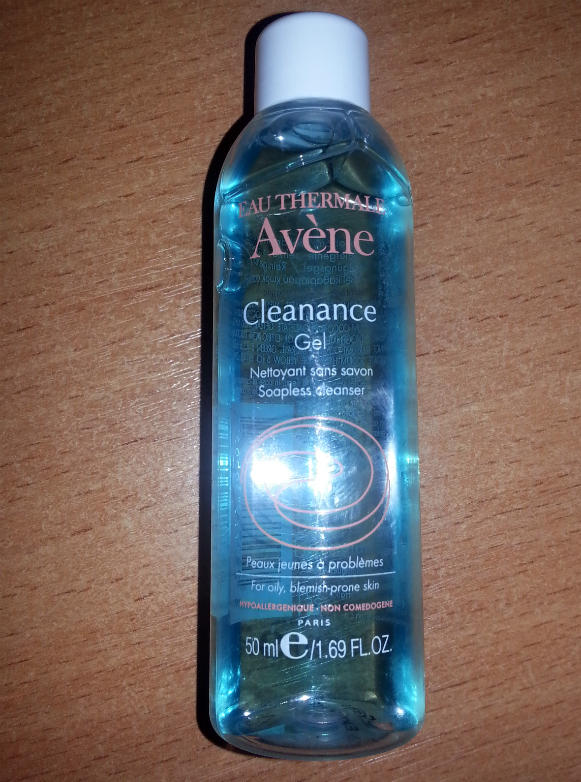 EAU THERMALE
Avène
Cleanance
Gel
Nettoyant sans savon
Soapless cleanser
Peaux jeunes à problèmes
For oily, blemish-prone skin
HYPOALLERGENIQUE - NON COMEDOGENE
PARIS
50 ml e/1.69 FL.OZ.